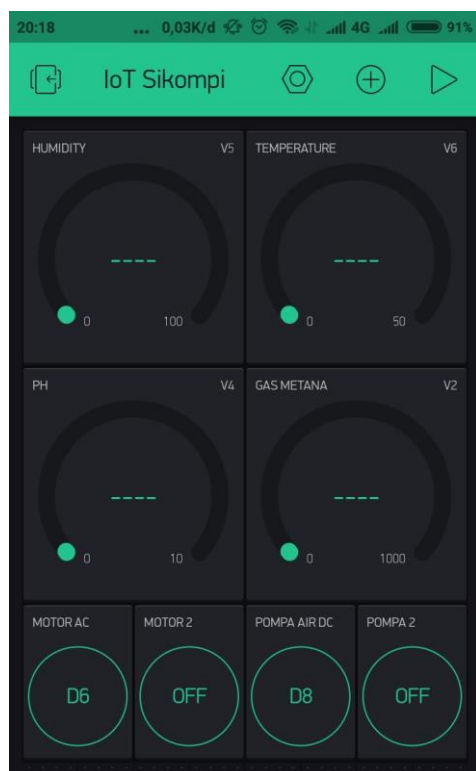 20:18 ... 0,03K/d 4G 91%
IoT Sikompi
HUMIDITY V5 TEMPERATURE V6
---- ----
0 100 0 50
PH V4 GAS METANA V2
---- ----
0 10 0 1000
MOTOR AC MOTOR 2 POMPA AIR DC POMPA 2
D6 OFF D8 OFF